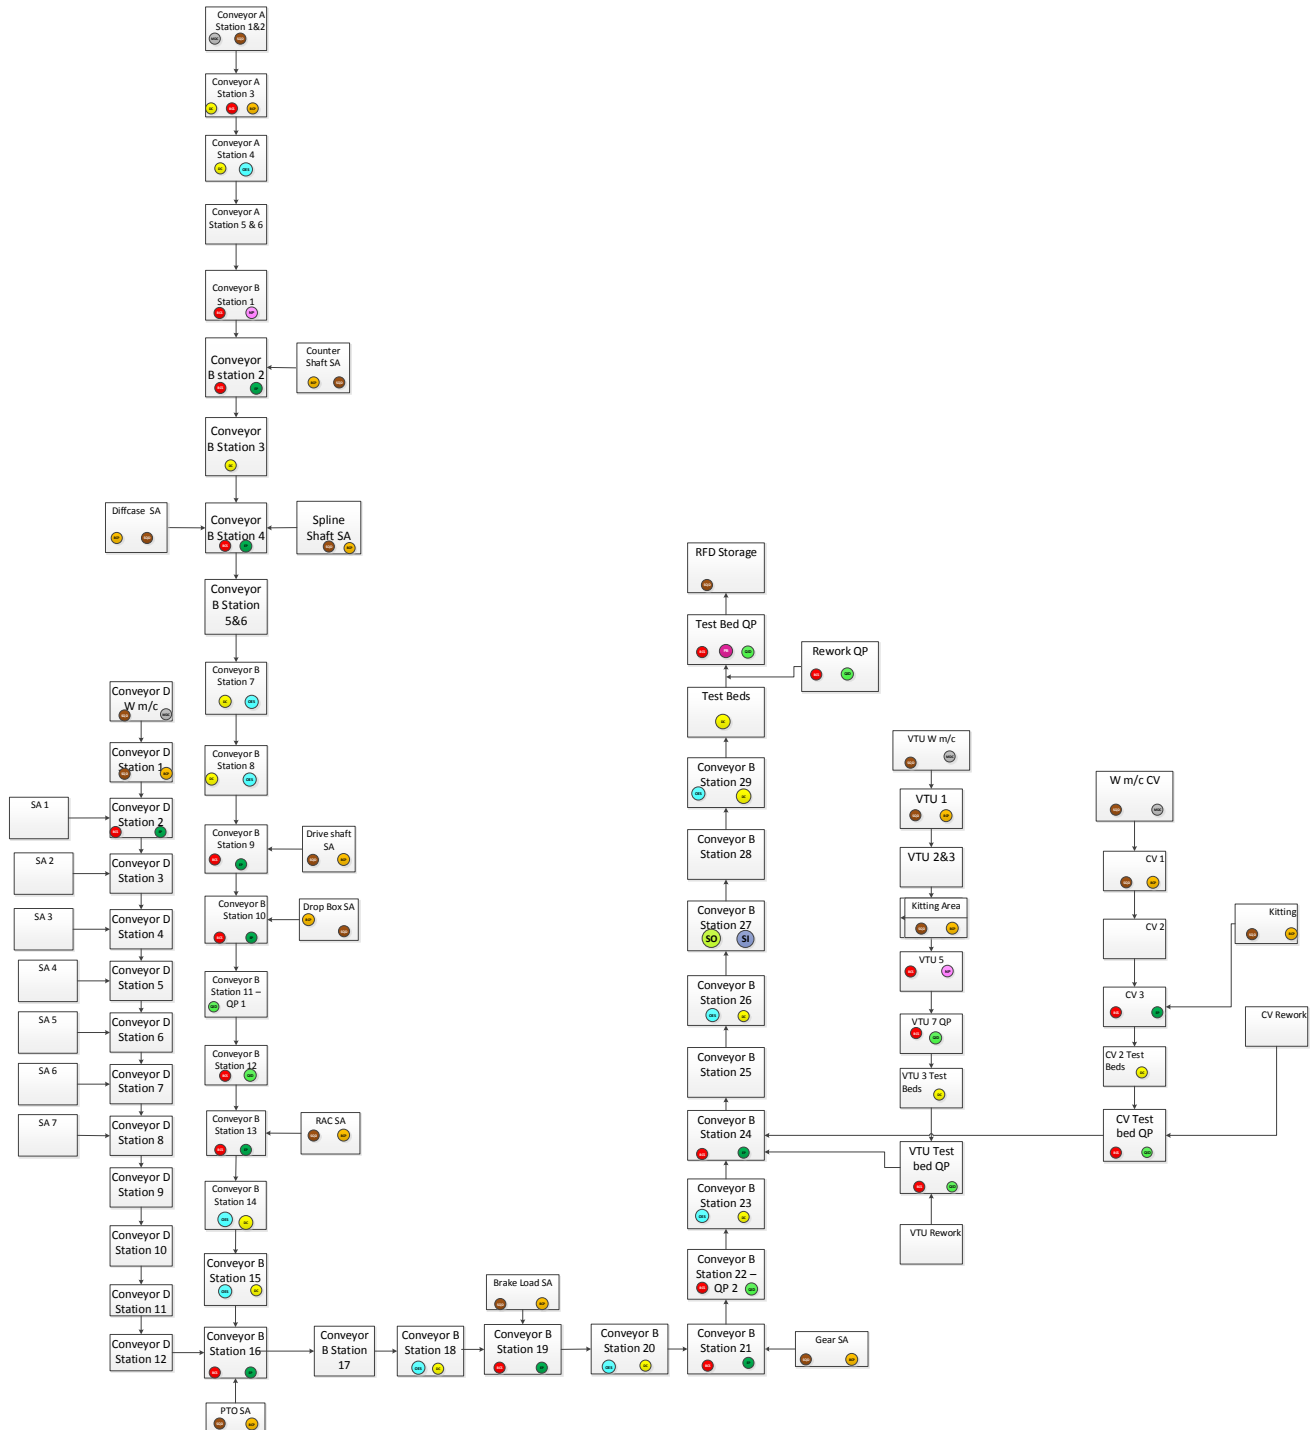 Conveyor A
Station 1&2
MGC
SQG
Conveyor A
Station 3
Conveyor A
Station 4
OES
Conveyor A
Station 5 & 6
Conveyor B
Station 1
Conveyor
B station 2
Counter
Shaft SA
Conveyor
B Station 3
Diffcase SA
Conveyor
B Station 4
Spline
Shaft SA
Conveyor
B Station
5&6
Conveyor B
Station 7
OES
Conveyor B
Station 8
OES
Conveyor B
Station 9
Drive shaft
SA
Conveyor B
Station 10
Drop Box SA
Conveyor B
Station 11 –
QP 1
Conveyor B
Station 12
Conveyor B
Station 13
RAC SA
Conveyor B
Station 14
OES
Conveyor B
Station 15
OES
Conveyor B
Station 16
PTO SA
Conveyor D
W m/c
Conveyor D
Station 1
SA 1
Conveyor D
Station 2
SA 2
Conveyor D
Station 3
SA 3
Conveyor D
Station 4
SA 4
Conveyor D
Station 5
SA 5
Conveyor D
Station 6
SA 6
Conveyor D
Station 7
SA 7
Conveyor D
Station 8
Conveyor D
Station 9
Conveyor D
Station 10
Conveyor D
Station 11
Conveyor D
Station 12
Conveyor
B Station
17
Conveyor B
Station 18
OES
Brake Load SA
Conveyor B
Station 19
Conveyor B
Station 20
OES
Conveyor B
Station 21
Gear SA
Conveyor B
Station 22 –
QP 2
Conveyor B
Station 23
OES
Conveyor B
Station 24
Conveyor B
Station 25
Conveyor B
Station 26
OES
Conveyor B
Station 27
SO
SI
Conveyor B
Station 28
Conveyor B
Station 29
OES
Test Beds
Rework QP
Test Bed QP
RFD Storage
VTU W m/c
VTU 1
VTU 2&3
Kitting Area
VTU 5
VTU 7 QP
VTU 3 Test
Beds
VTU Test
bed QP
VTU Rework
W m/c CV
CV 1
CV 2
Kitting
CV 3
CV Rework
CV 2 Test
Beds
CV Test
bed QP